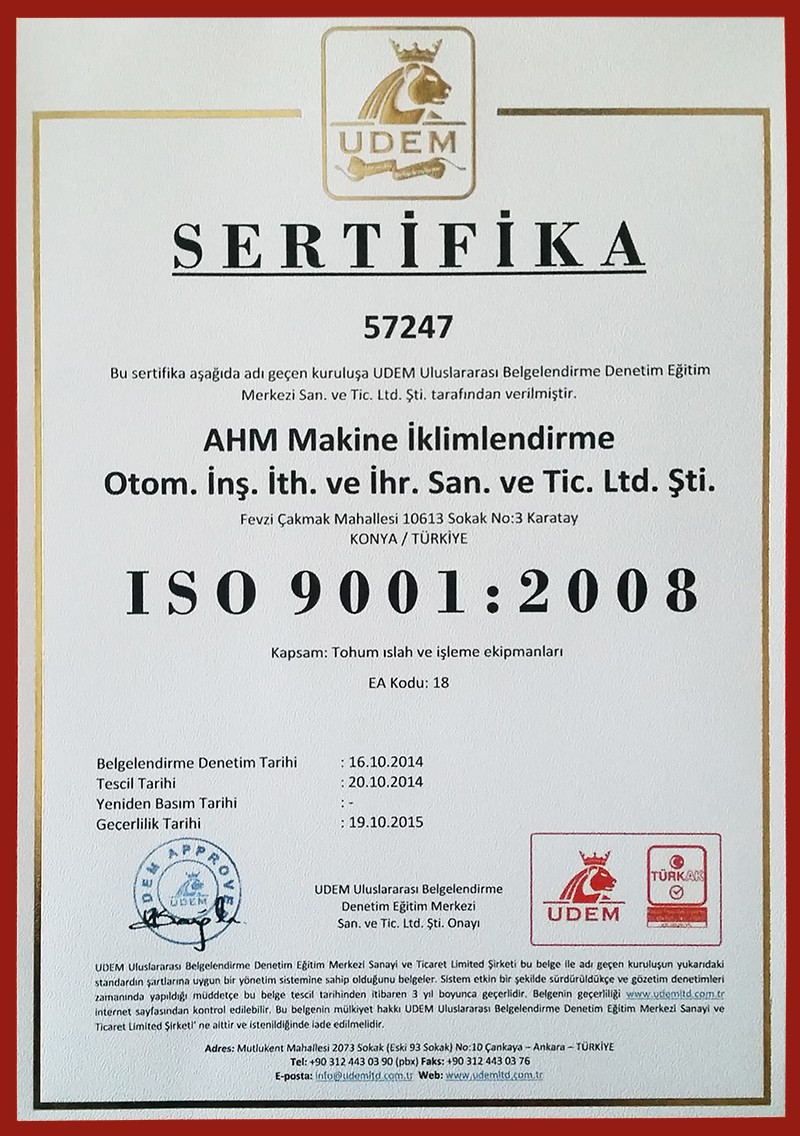 UDEM
SERTİFİKA
57247
Bu sertifika aşağıda adı geçen kuruluşa UDEM Uluslararası Belgelendirme Denetim Eğitim
Merkezi San. ve Tic. Ltd. Şti. tarafından verilmiştir.
AHM Makine İklimlendirme
Otom. İnş. İth. ve İhr. San. ve Tic. Ltd. Şti.
Fevzi Çakmak Mahallesi 10613 Sokak No:3 Karatay
KONYA / TÜRKİYE
ISO 9001:2008
Kapsam: Tohum ıslah ve işleme ekipmanları
EA Kodu: 18
Belgelendirme Denetim Tarihi : 16.10.2014
Tescil Tarihi : 20.10.2014
Yeniden Basım Tarihi : -
Gecerlilik Tarihi : 19.10.2015
UDEM APPROVED
UDEM
UDEM Uluslararası Belgelendirme
Denetim Eğitim Merkezi
San. ve Tic. Ltd. Şti. Onayı
UDEM
TÜRKAK
UDEM Uluslararası Belgelendirme Denetim Eğitim Merkezi Sanayi ve Ticaret Limited Şirketi bu belge ile adı geçen kuruluşun yukarıdaki
standardın şartlarına uygun bir yönetim sistemine sahip olduğunu belgeler. Sistem etkin bir şekilde sürdürüldükçe ve gözetim denetimleri
zamanında yapıldığı müddetçe bu belge tescil tarihinden itibaren 3 yıl boyunca geçerlidir. Belgenin geçerliliği www.udemltd.com.tr
internet sayfasından kontrol edilebilir. Bu belgenin mülkiyet hakkı UDEM Uluslararası Belgelendirme Denetim Eğitim Merkezi Sanayi ve
Ticaret Limited Şirketi' ne aittir ve istenildiğinde iade edilmelidir.
Adres: Mutlukent Mahallesi 2073 Sokak (Eski 93 Sokak) No:10 Çankaya – Ankara – TÜRKİYE
Tel: +90 312 443 03 90 (pbx) Faks: +90 312 443 03 76
E-posta: info@udemltd.com.tr Web: www.udemltd.com.tr